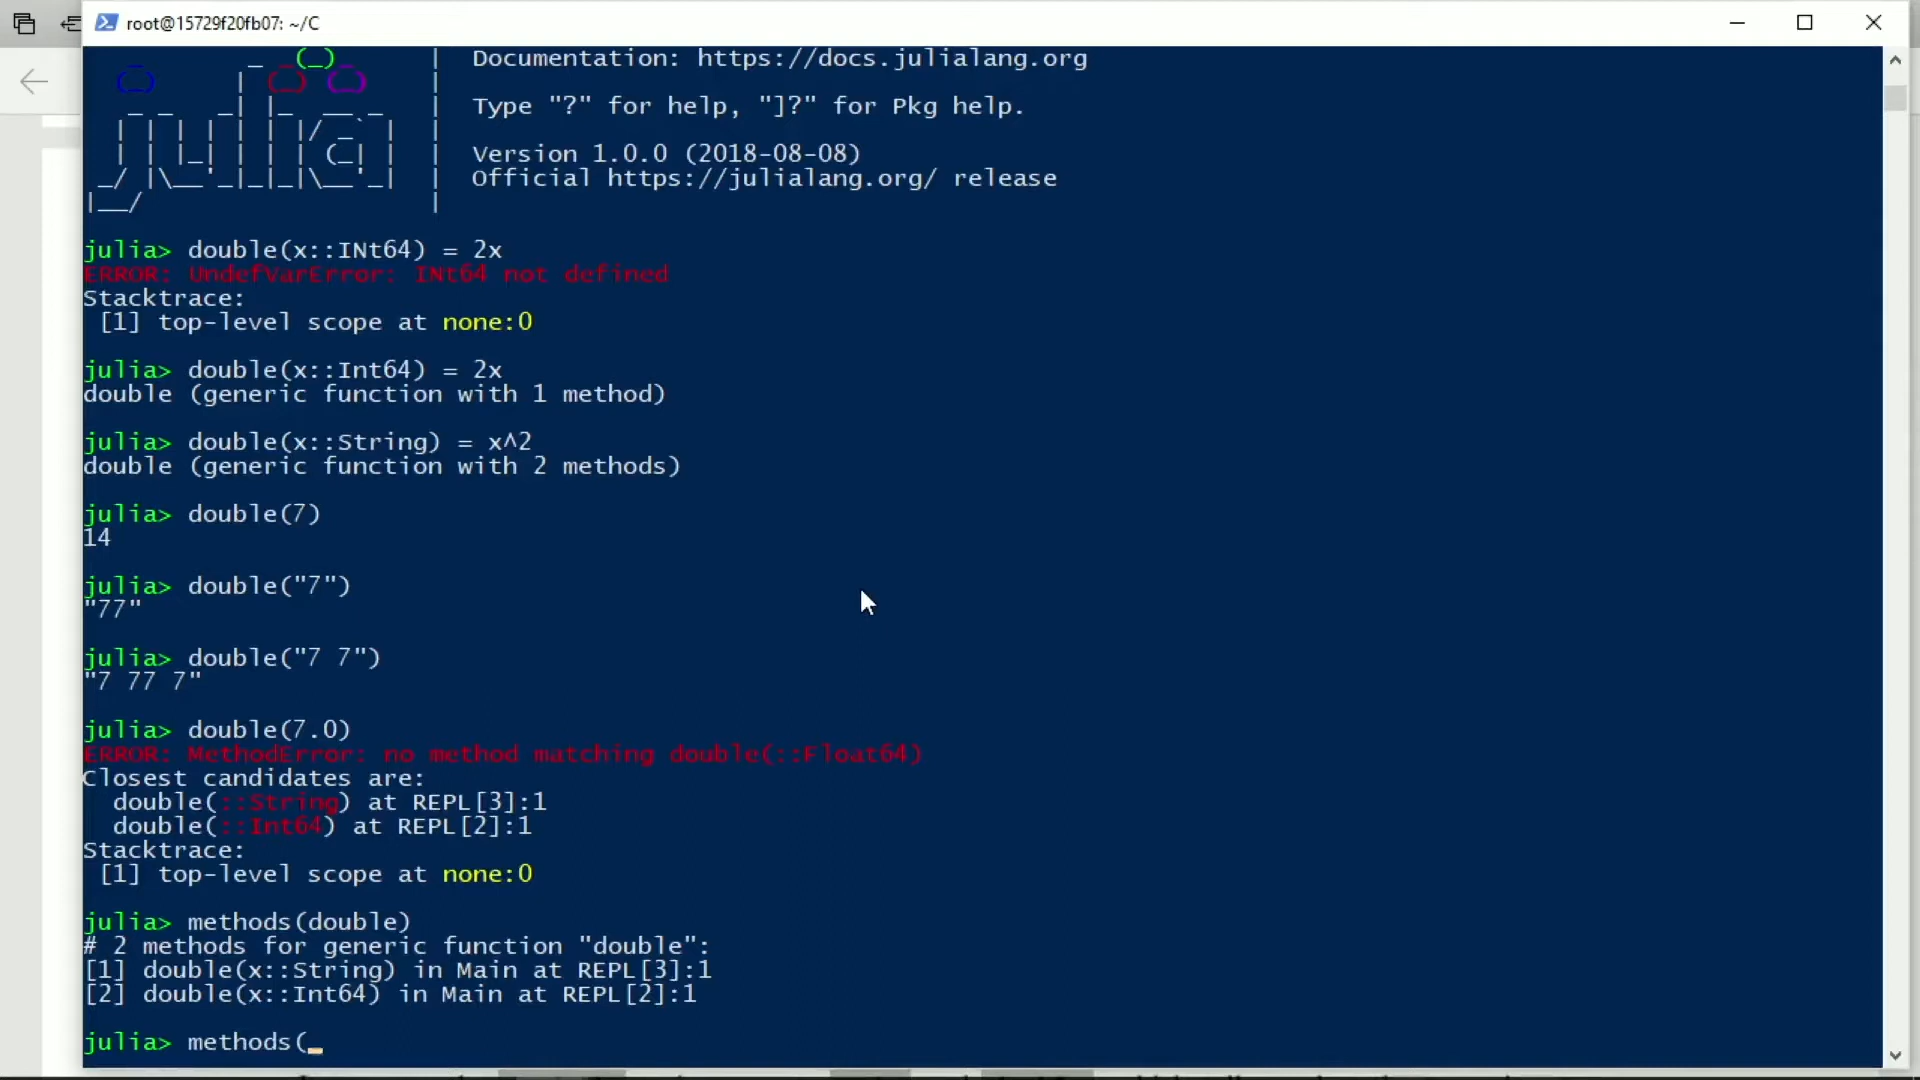 root@15729f20fb07: ~/C
Documentation: https://docs.julialang.org
Type "?" for help, "]?" for Pkg help.
julia
Version 1.0.0 (2018-08-08)
Official https://julialang.org/ release
julia> double(x::INt64) = 2x
ERROR: UndefVarError: INt64 not defined
Stacktrace:
[1] top-level scope at none:0
julia> double(x::Int64) = 2x
double (generic function with 1 method)
julia> double(x::String) = x^2
double (generic function with 2 methods)
julia> double(7)
14
julia> double("7")
"77"
julia> double("7 7")
"7 77 7"
julia> double(7.0)
ERROR: MethodError: no method matching double(::Float64)
Closest candidates are:
double(::String) at REPL[3]:1
double(::Int64) at REPL[2]:1
Stacktrace:
[1] top-level scope at none:0
julia> methods(double)
# 2 methods for generic function "double":
[1] double(x::String) in Main at REPL[3]:1
[2] double(x::Int64) in Main at REPL[2]:1
julia> methods(